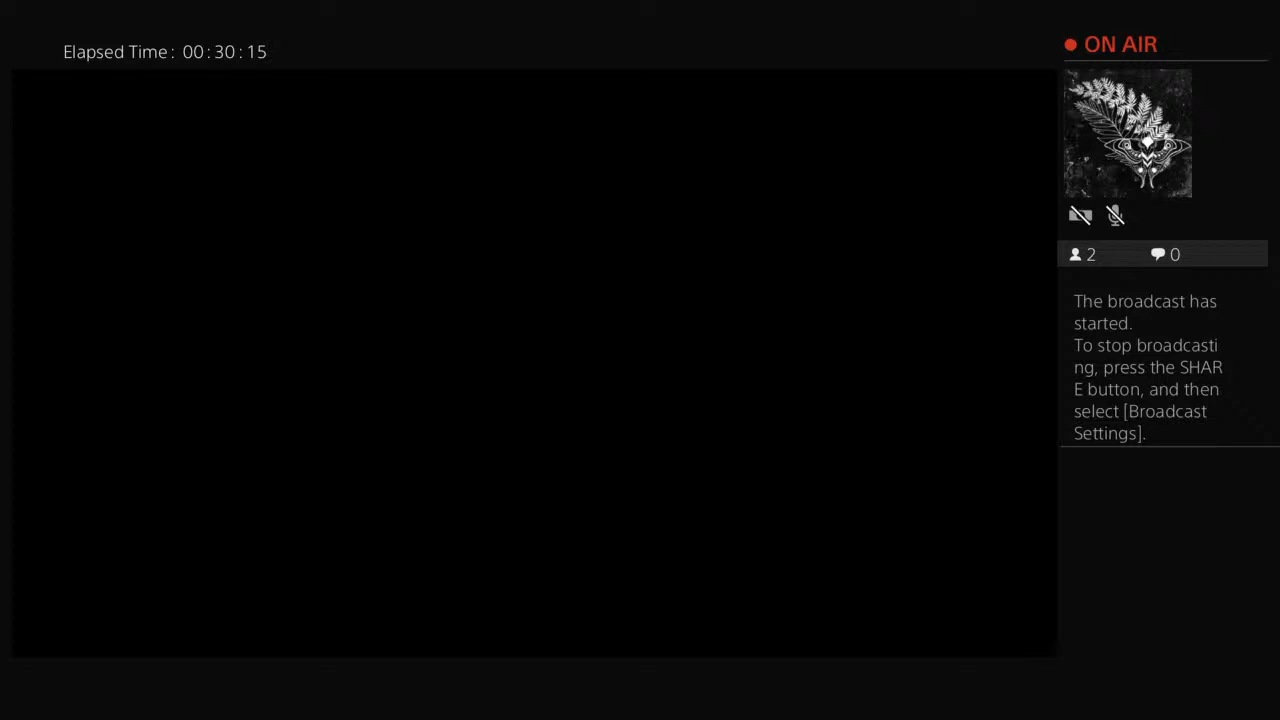 Elapsed Time: 00:30:15
ON AIR
2 0
The broadcast has
started.
To stop broadcasti
ng, press the SHAR
E button, and then
select [Broadcast
Settings].